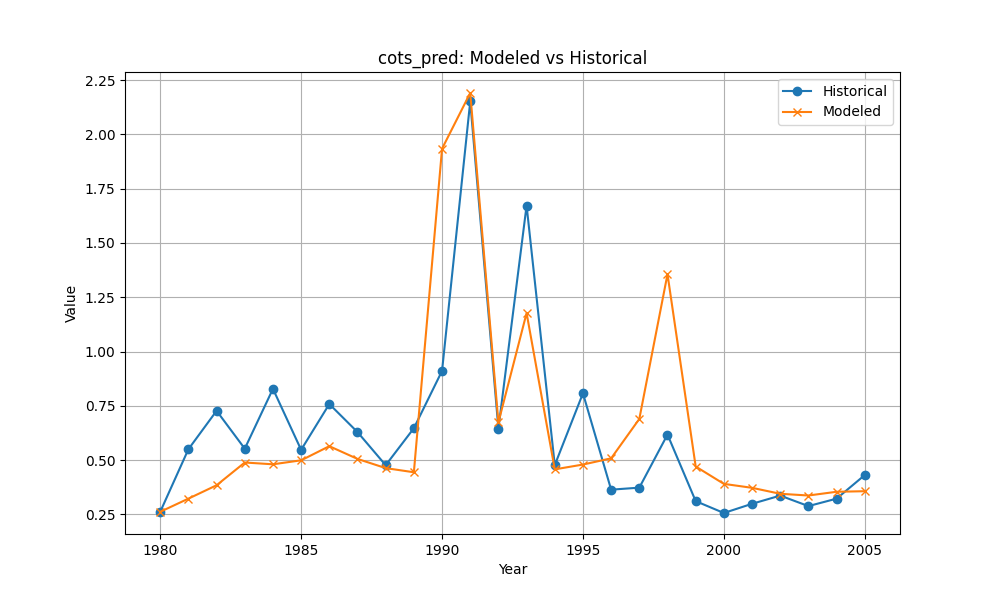 cots_pred: Modeled vs Historical
Historical
Modeled
2.25
2.00
1.75
1.50
1.25
1.00
0.75
0.50
0.25
Value
1980 1985 1990 1995 2000 2005
Year